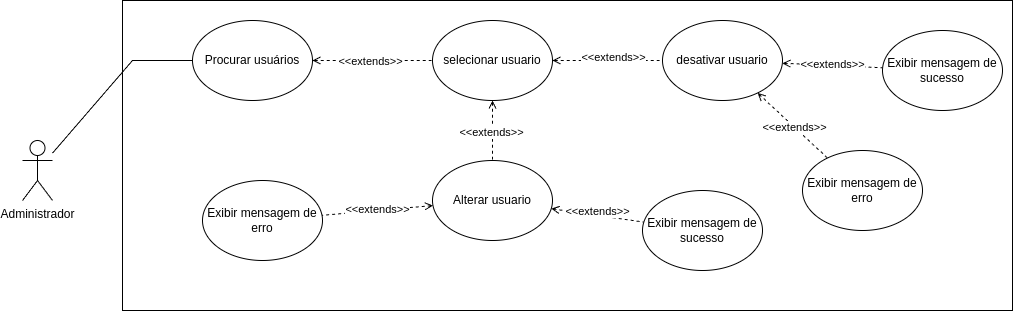 Procurar usuários
<<extends>>
selecionar usuario
<<extends>>
desativar usuario
<<extends>>
Exibir mensagem de
sucesso
<<extends>>
<<extends>>
Administrador
Exibir mensagem de
erro
<<extends>>
Alterar usuario
<<extends>>
Exibir mensagem de
sucesso
Exibir mensagem de
erro